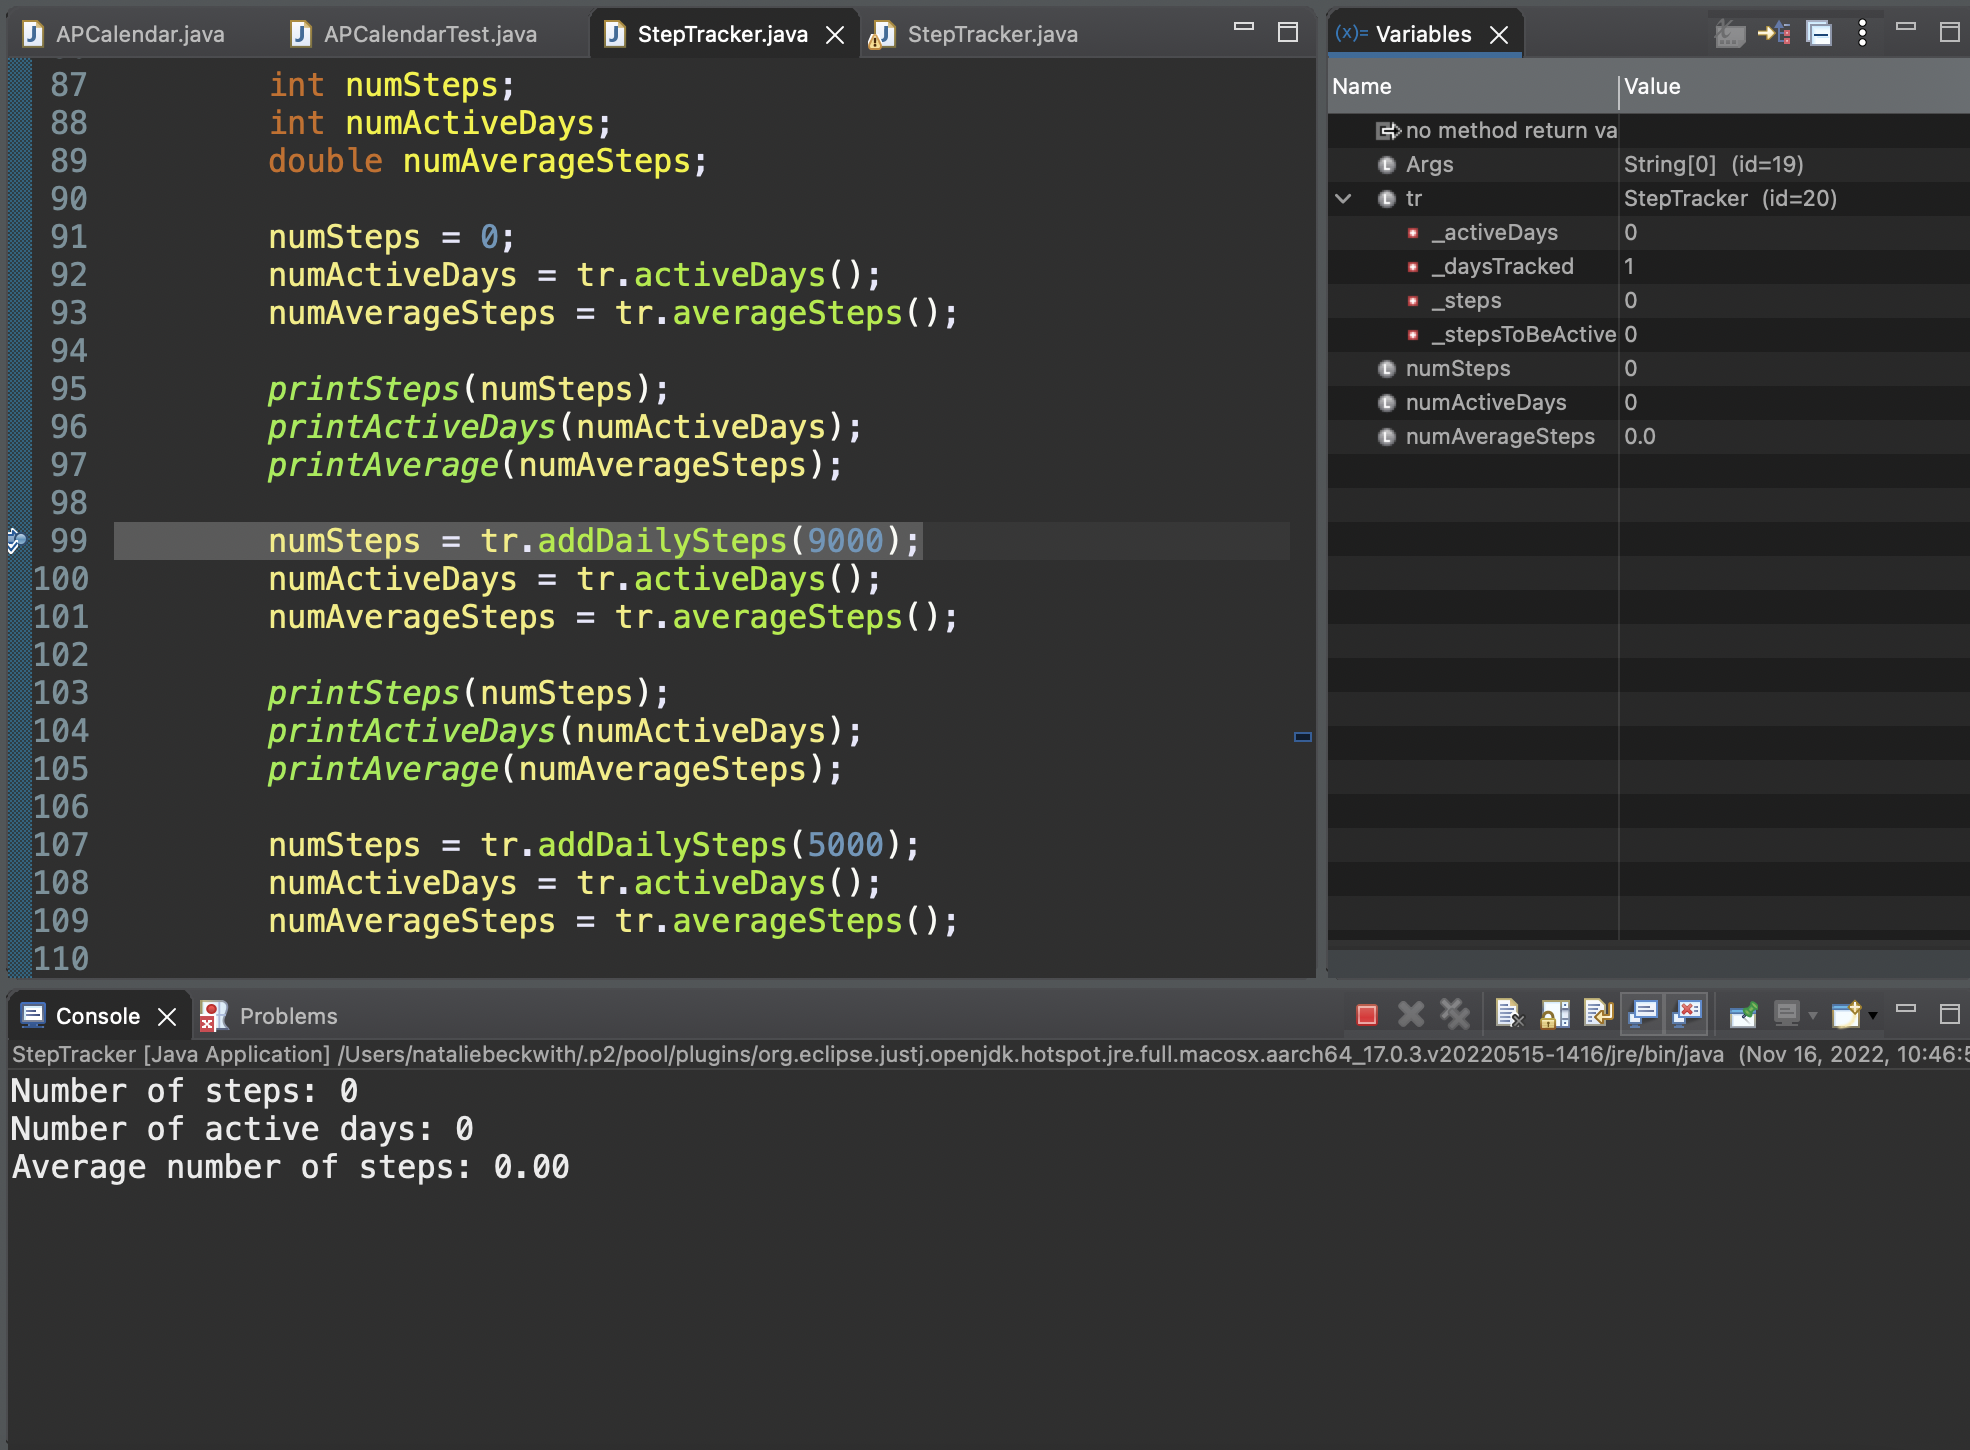 APCalendar.java APCalendarTest.java StepTracker.java StepTracker.java
87 int numSteps;
88 int numActiveDays;
89 double numAverageSteps;
90
91 numSteps = 0;
92 numActiveDays = tr.activeDays();
93 numAverageSteps = tr.averageSteps();
94
95 printSteps(numSteps);
96 printActiveDays(numActiveDays);
97 printAverage(numAverageSteps);
98
99 numSteps = tr.addDailySteps(9000);
100 numActiveDays = tr.activeDays();
101 numAverageSteps = tr.averageSteps();
102
103 printSteps(numSteps);
104 printActiveDays(numActiveDays);
105 printAverage(numAverageSteps);
106
107 numSteps = tr.addDailySteps(5000);
108 numActiveDays = tr.activeDays();
109 numAverageSteps = tr.averageSteps();
110
(x)= Variables
Name Value
no method return va
Args String[0] (id=19)
tr StepTracker (id=20)
_activeDays 0
_daysTracked 1
_steps 0
_stepsToBeActive 0
numSteps 0
numActiveDays 0
numAverageSteps 0.0
Console Problems
StepTracker [Java Application] /Users/nataliebeckwith/.p2/pool/plugins/org.eclipse.justj.openjdk.hotspot.jre.full.macosx.aarch64_17.0.3.v20220515-1416/jre/bin/java (Nov 16, 2022, 10:46:5
Number of steps: 0
Number of active days: 0
Average number of steps: 0.00